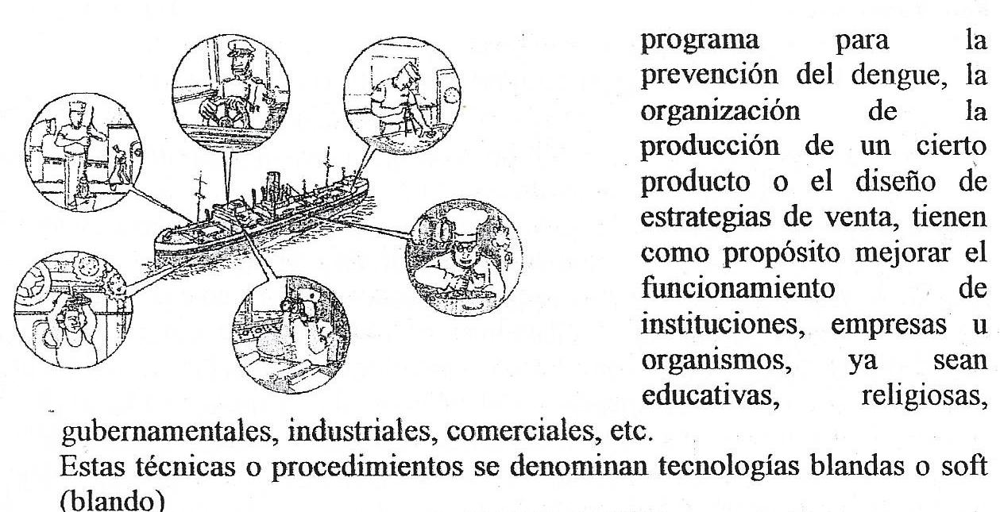 programa para la
prevención del dengue, la
organización de la
producción de un cierto
producto o el diseño de
estrategias de venta, tienen
como propósito mejorar el
funcionamiento de
instituciones, empresas u
organismos, ya sean
educativas, religiosas,
gubernamentales, industriales, comerciales, etc.
Estas técnicas o procedimientos se denominan tecnologías blandas o soft
(blando)